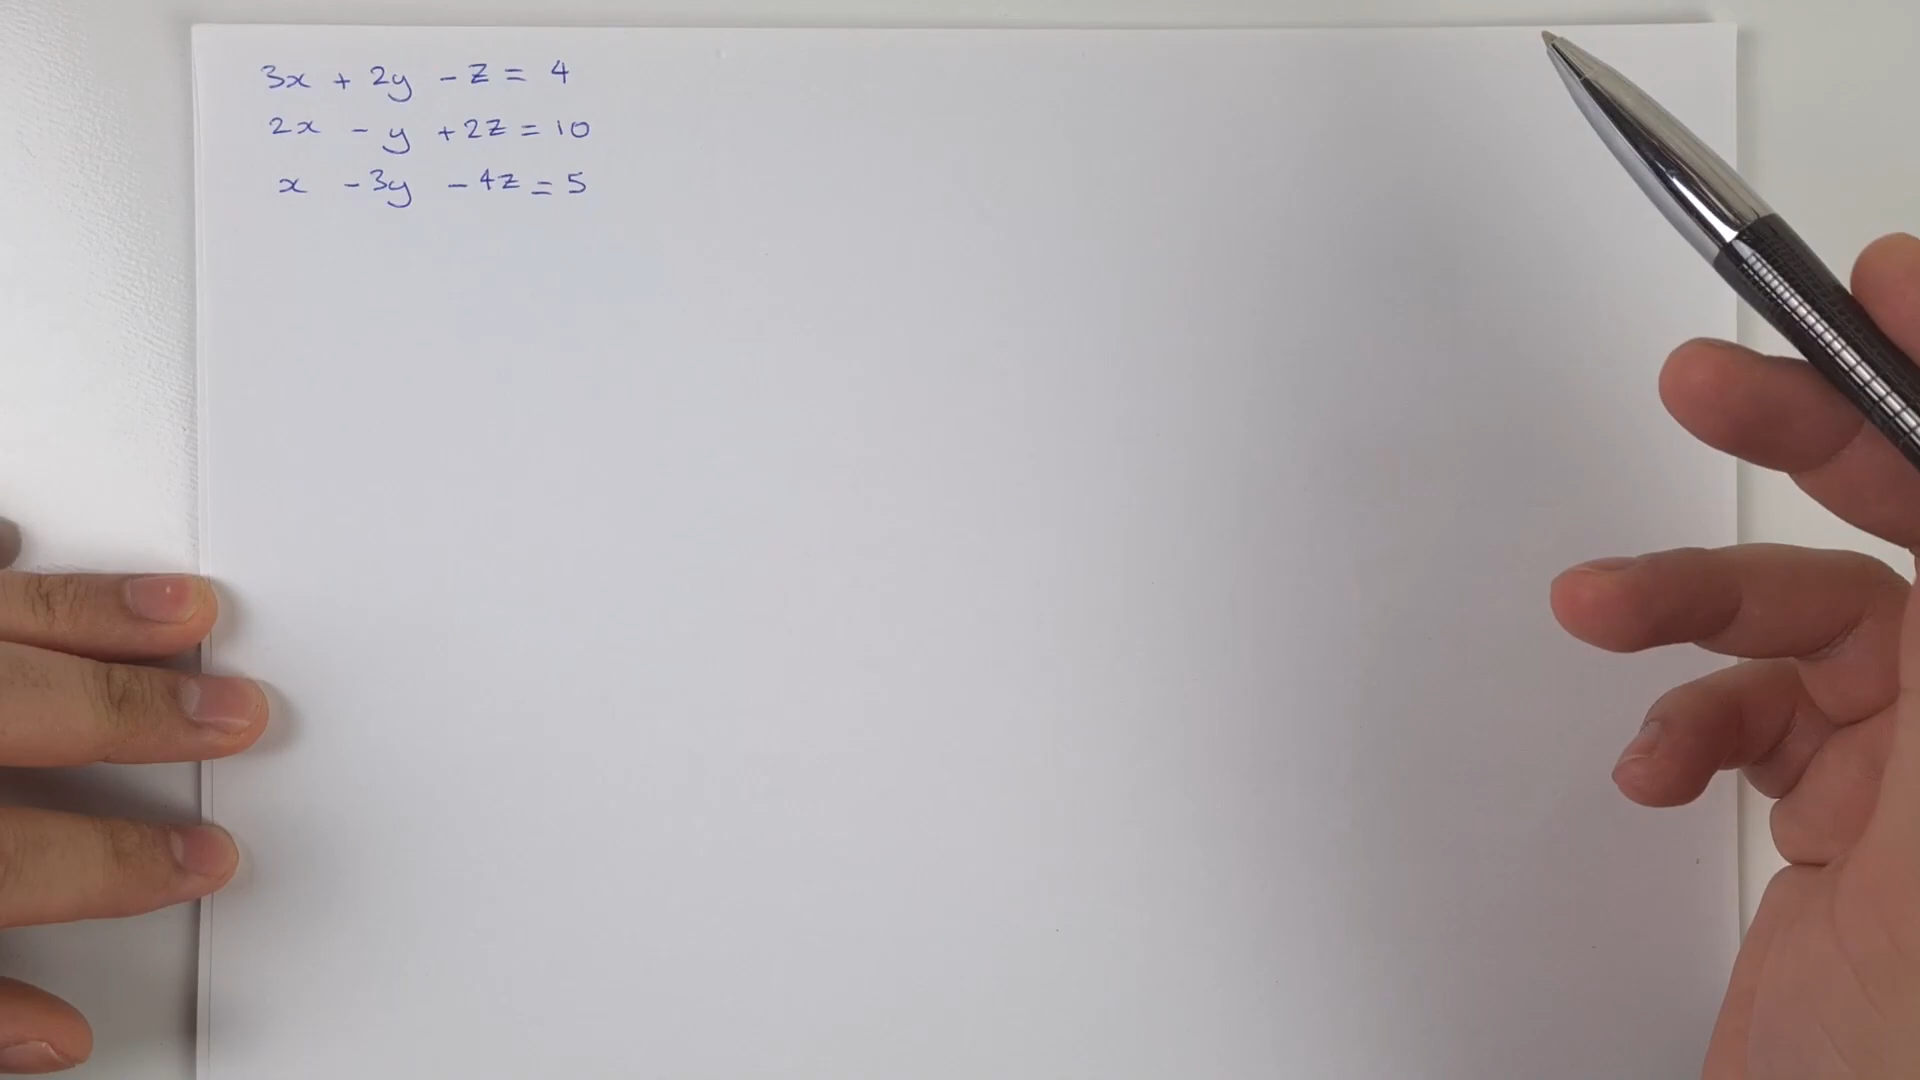 3x + 2y - z = 4
2x - y + 2z = 10
x - 3y - 4z = 5